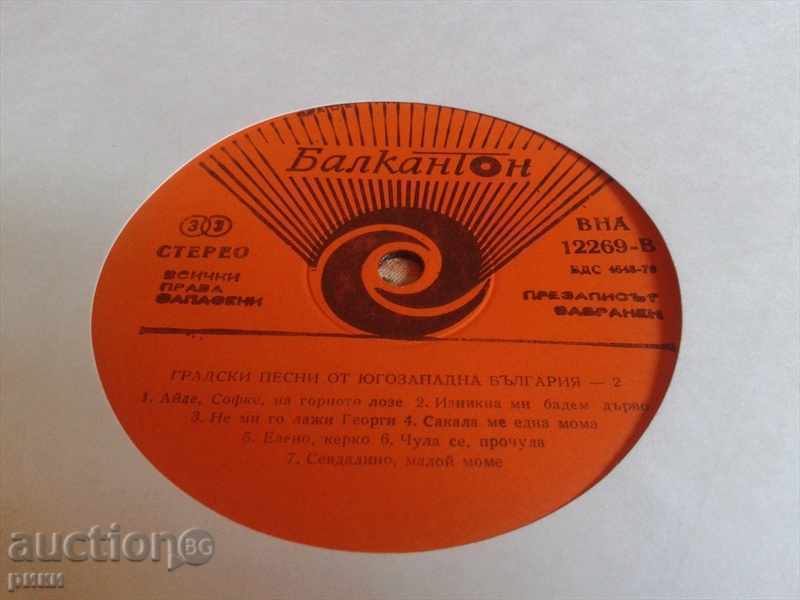 Балкантон
33
СТЕРЕО
ВСИЧКИ
ПРАВА
ЗАПАЗЕНИ
ВНА
12269-В
БДС 4648-79
ПРЕЗАПИСЪТ
ЗАБРАНЕН
ГРАДСКИ ПЕСНИ ОТ ЮГОЗАПАДНА БЪЛГАРИЯ — 2
1. Айде, Софке, на горното лозе 2. Изникна ми бадем дърво
3. Не ми го лажи Георги 4. Сакала ме една мома
5. Елено, керко 6. Чула се, прочула
7. Севдалино, малой моме
auction BG
рики